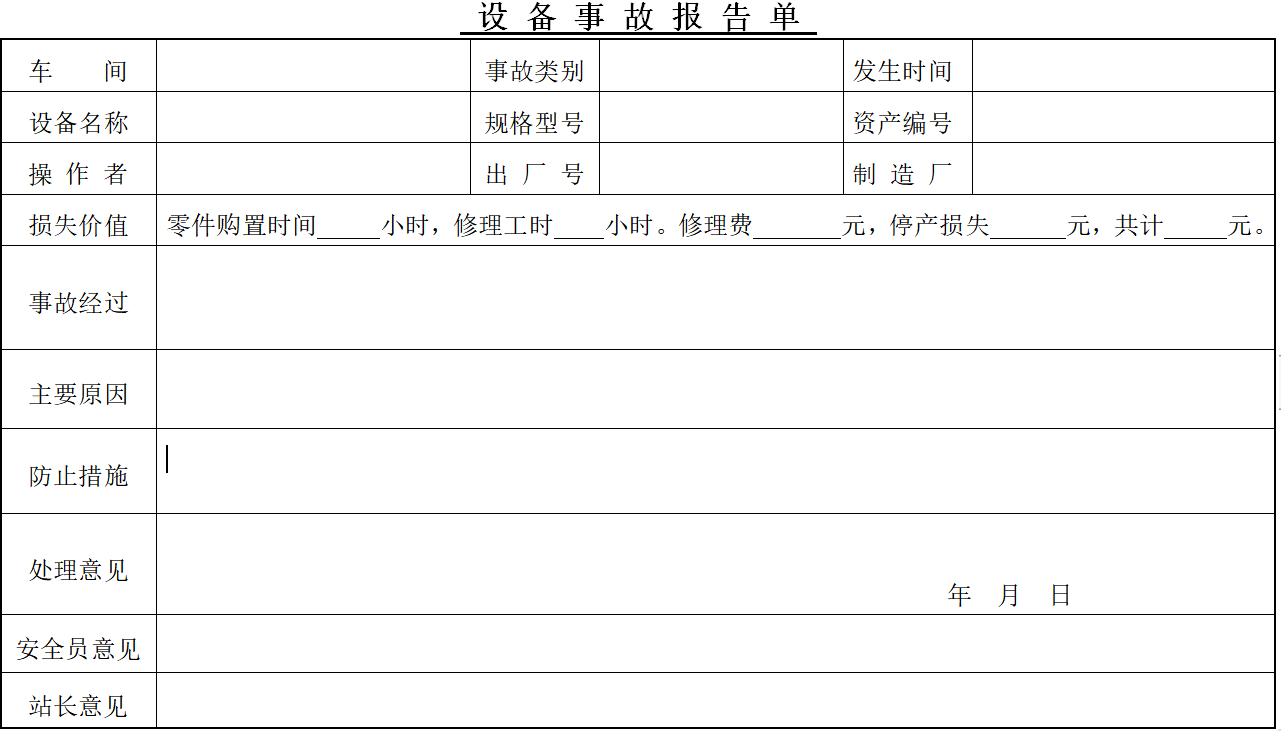 设 备 事 故 报 告 单
车 间 事故类别 发生时间
设备名称 规格型号 资产编号
操 作 者 出 厂 号 制 造 厂
损失价值 零件购置时间_____小时，修理工时____小时。修理费_______元，停产损失______元，共计_____元。
事故经过
主要原因
防止措施
处理意见
年 月 日
安全员意见
站长意见